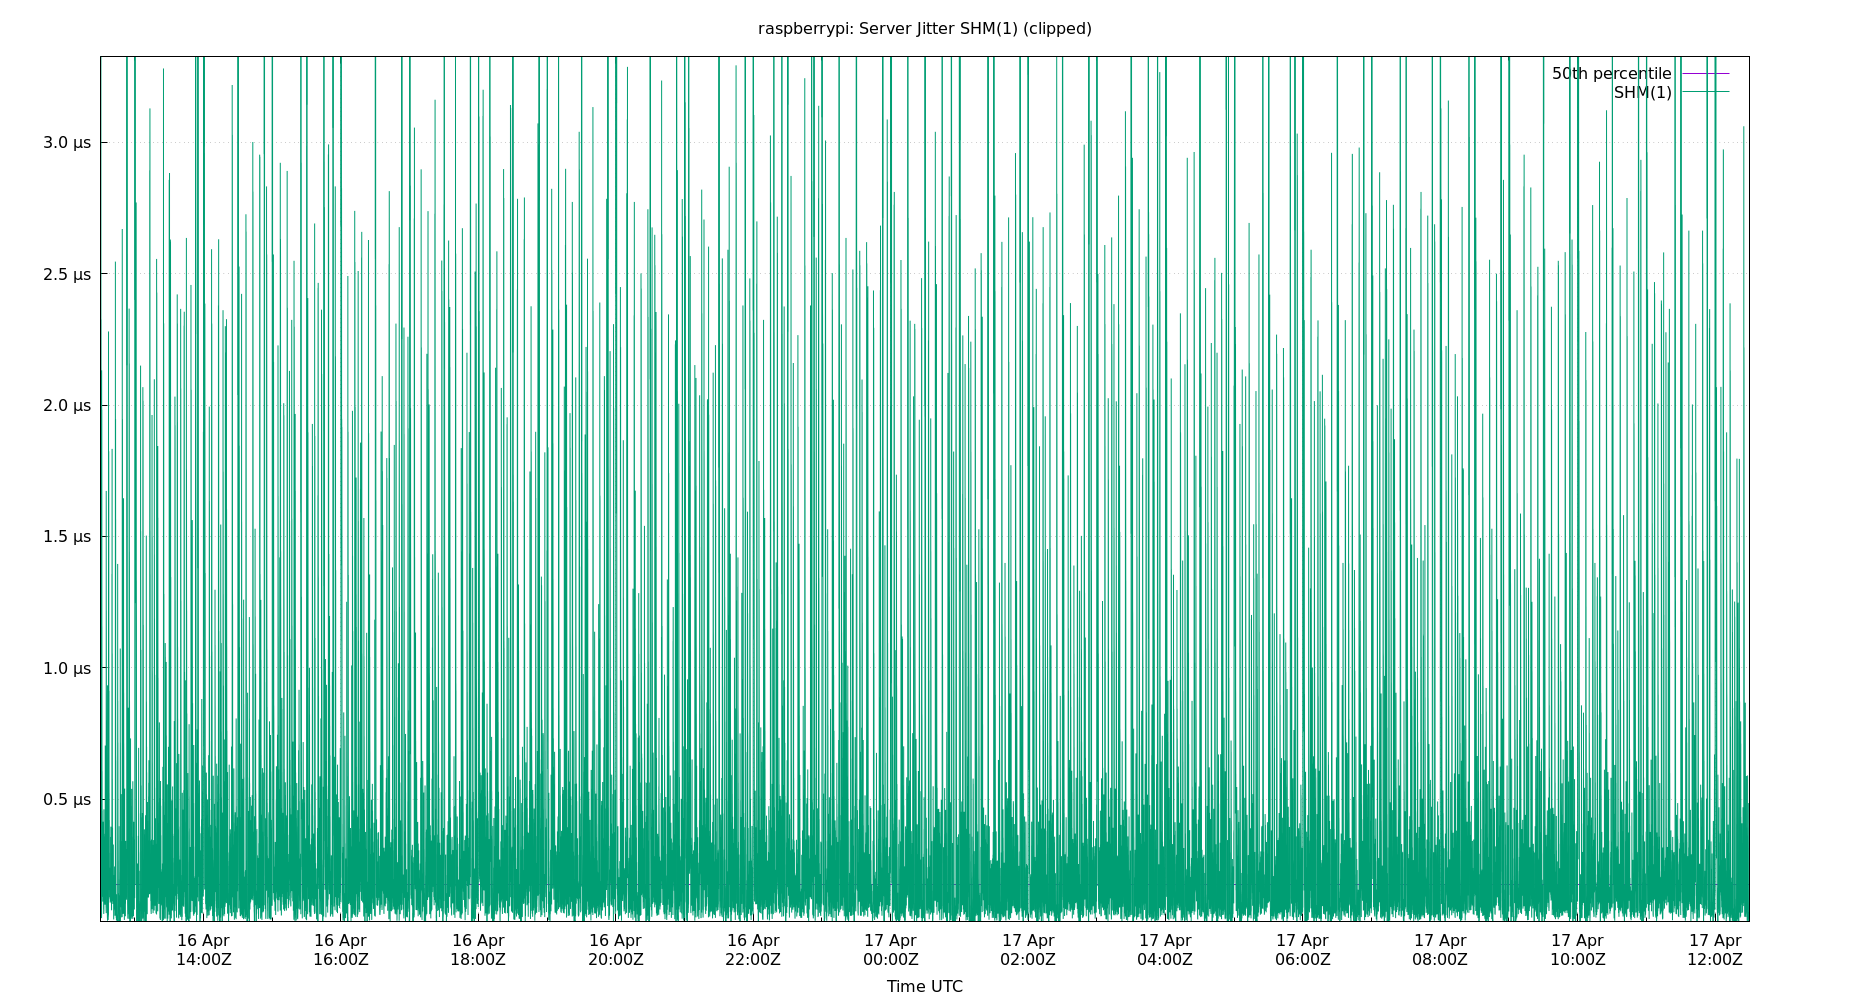 raspberrypi: Server Jitter SHM(1) (clipped)
50th percentile
SHM(1)
3.0 µs
2.5 µs
2.0 µs
1.5 µs
1.0 µs
0.5 µs
16 Apr 16 Apr 16 Apr 16 Apr 16 Apr 17 Apr 17 Apr 17 Apr 17 Apr 17 Apr 17 Apr 17 Apr
14:00Z 16:00Z 18:00Z 20:00Z 22:00Z 00:00Z 02:00Z 04:00Z 06:00Z 08:00Z 10:00Z 12:00Z
Time UTC